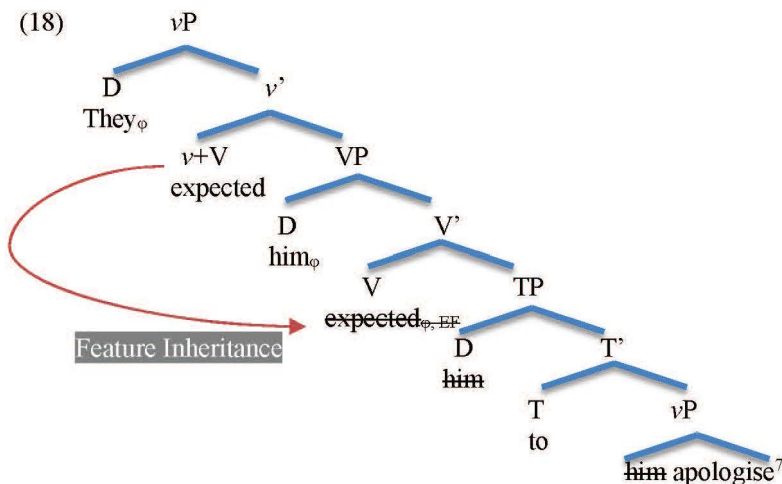 (18) vP
D v’
Theyφ
v+V VP
expected
D V’
himφ
V TP
expectedφ, EF
Feature Inheritance D T’
him
T vP
to
him apologise7